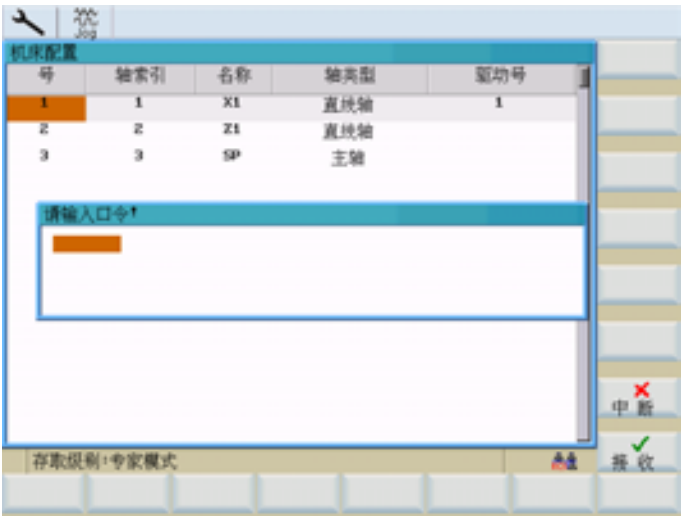 Jog
机床配置
号 轴索引 名称 轴类型 驱动号
1 1 X1 直线轴 1
2 2 Z1 直线轴
3 3 SP 主轴
请输入口令!
中断
存取级别:专家模式
接收